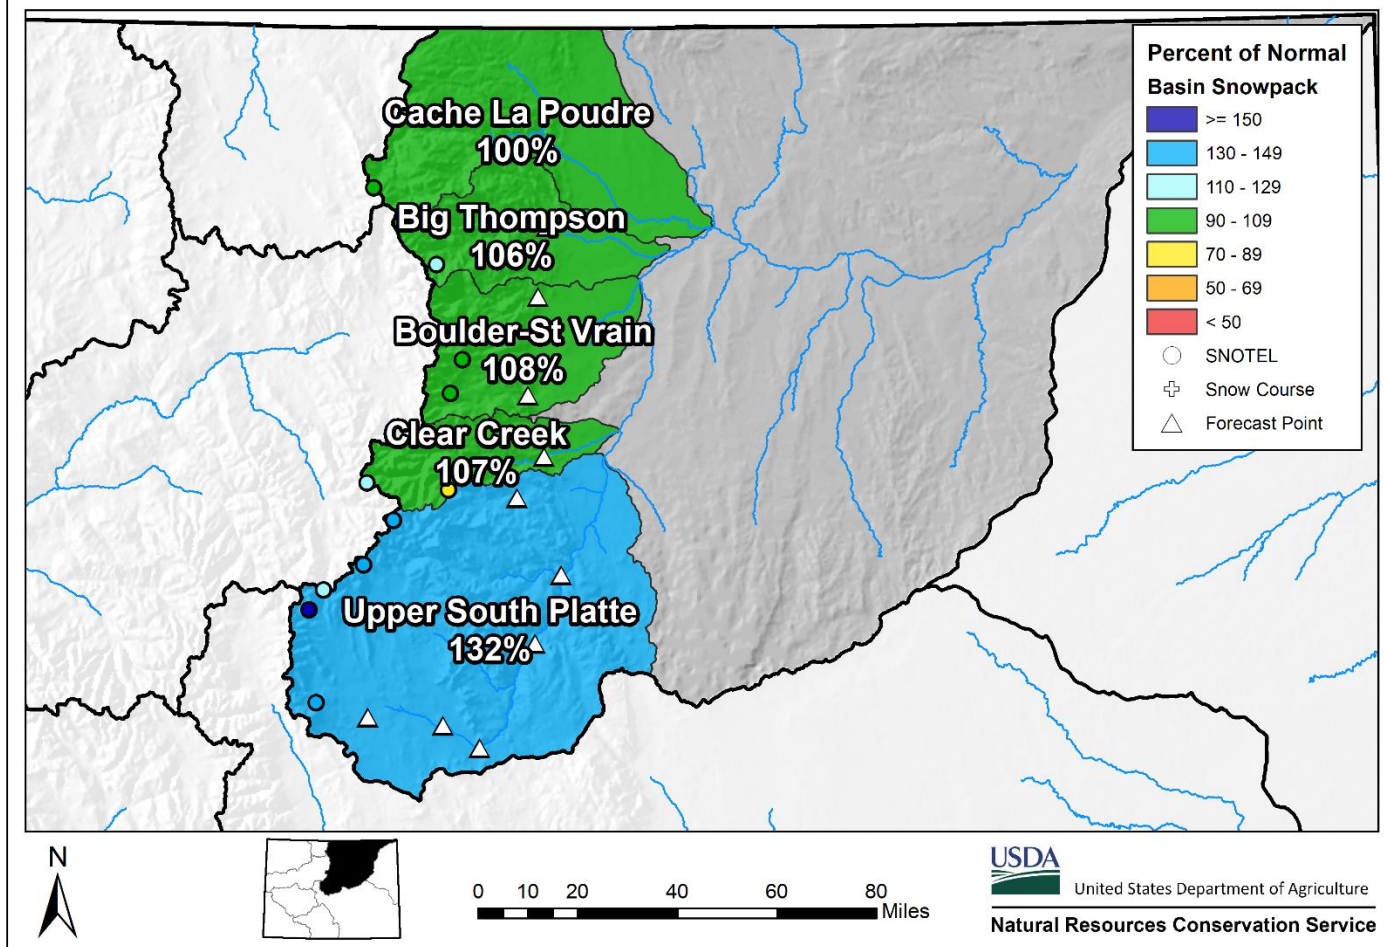 Cache La Poudre
100%
Big Thompson
106%
Boulder-St Vrain
108%
Clear Creek
107%
Upper South Platte
132%
Percent of Normal
Basin Snowpack
>= 150
130 - 149
110 - 129
90 - 109
70 - 89
50 - 69
< 50
SNOTEL
Snow Course
Forecast Point
N
0 10 20 40 60 80
Miles
USDA
United States Department of Agriculture
Natural Resources Conservation Service